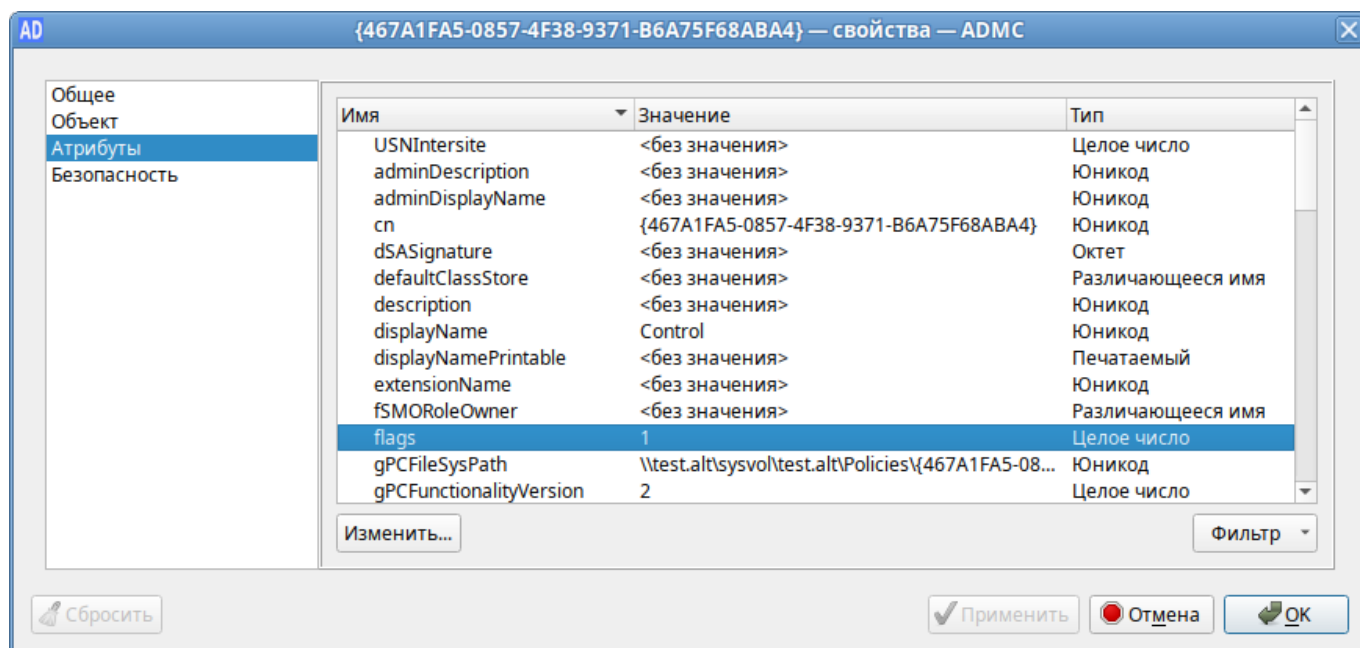 AD {467A1FA5-0857-4F38-9371-B6A75F68ABA4} — свойства — ADMC
Общее
Объект
Атрибуты
Безопасность
Имя Значение Тип
USNIntersite <без значения> Целое число
adminDescription <без значения> Юникод
adminDisplayName <без значения> Юникод
cn {467A1FA5-0857-4F38-9371-B6A75F68ABA4} Юникод
dSASignature <без значения> Октет
defaultClassStore <без значения> Различающееся имя
description <без значения> Юникод
displayName Control Юникод
displayNamePrintable <без значения> Печатаемый
extensionName <без значения> Юникод
fSMORoleOwner <без значения> Различающееся имя
flags 1 Целое число
gPCFileSysPath \\test.alt\sysvol\test.alt\Policies\{467A1FA5-08... Юникод
gPCFunctionalityVersion 2 Целое число
Изменить... Фильтр
Сбросить Применить Отмена OK